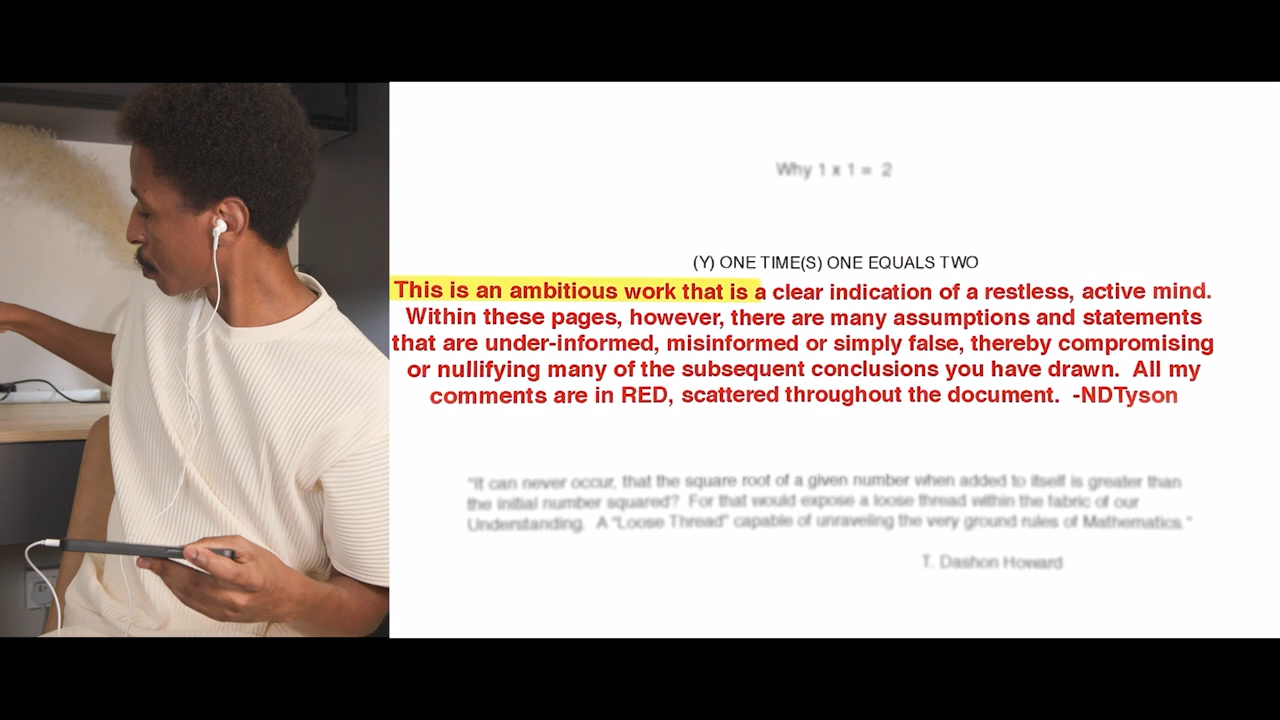 Why 1 x 1 = 2
(Y) ONE TIME(S) ONE EQUALS TWO
This is an ambitious work that is a clear indication of a restless, active mind.
Within these pages, however, there are many assumptions and statements
that are under-informed, misinformed or simply false, thereby compromising
or nullifying many of the subsequent conclusions you have drawn. All my
comments are in RED, scattered throughout the document. -NDTyson
"It can never occur, that the square root of a given number when added to itself is greater than
the initial number squared? For that would expose a loose thread within the fabric of our
Understanding. A "Loose Thread" capable of unraveling the very ground rules of Mathematics."
T. Dashon Howard